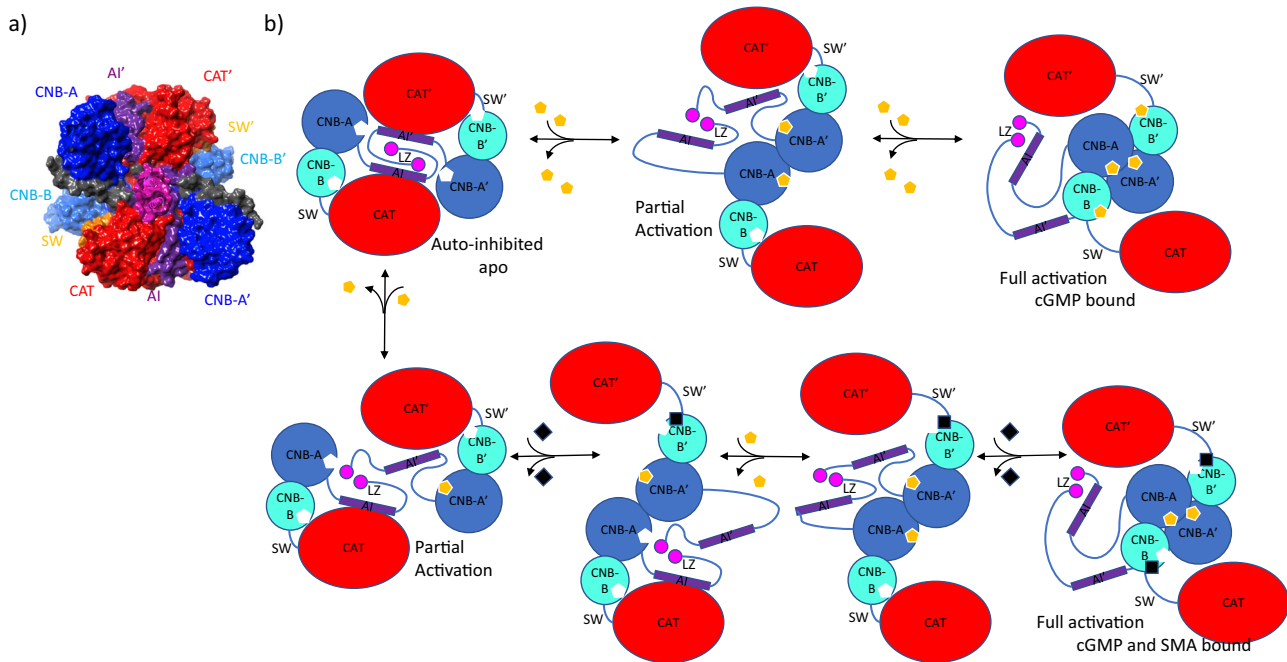 a)
AI’
CNB-A
CAT’
SW’
CNB-B’
CNB-B
SW
CAT
AI
CNB-A’
b)
CAT’
SW’
CNB-A
AI’
CNB-
B’
LZ
CNB-
B
AI
CNB-A’
SW
CAT
Auto-inhibited
apo
CAT’
SW’
CNB-
B’
AI’
AI
LZ
CNB-A’
CNB-A
Partial
Activation
CNB-
B
SW
CAT
CAT’
SW’
CNB-
B’
LZ
AI
CNB-A
CNB-A’
CNB-
B
AI’
SW
CAT
Full activation
cGMP bound
CAT’
SW’
CNB-A
AI’
CNB-
B’
LZ
CNB-
B
AI
CNB-A’
SW
CAT
Partial
Activation
CAT’
SW’
CNB-
B’
CNB-A’
CNB-A
LZ
AI’
CNB-
B
AI
SW
CAT
CAT’
SW’
CNB-
B’
AI’
LZ
AI
CNB-A’
CNB-A
CNB-
B
SW
CAT
CAT’
SW’
LZ
AI
CNB-A
CNB-
B’
CNB-A’
CNB-
B
AI’
SW
CAT
Full activation
cGMP and SMA bound